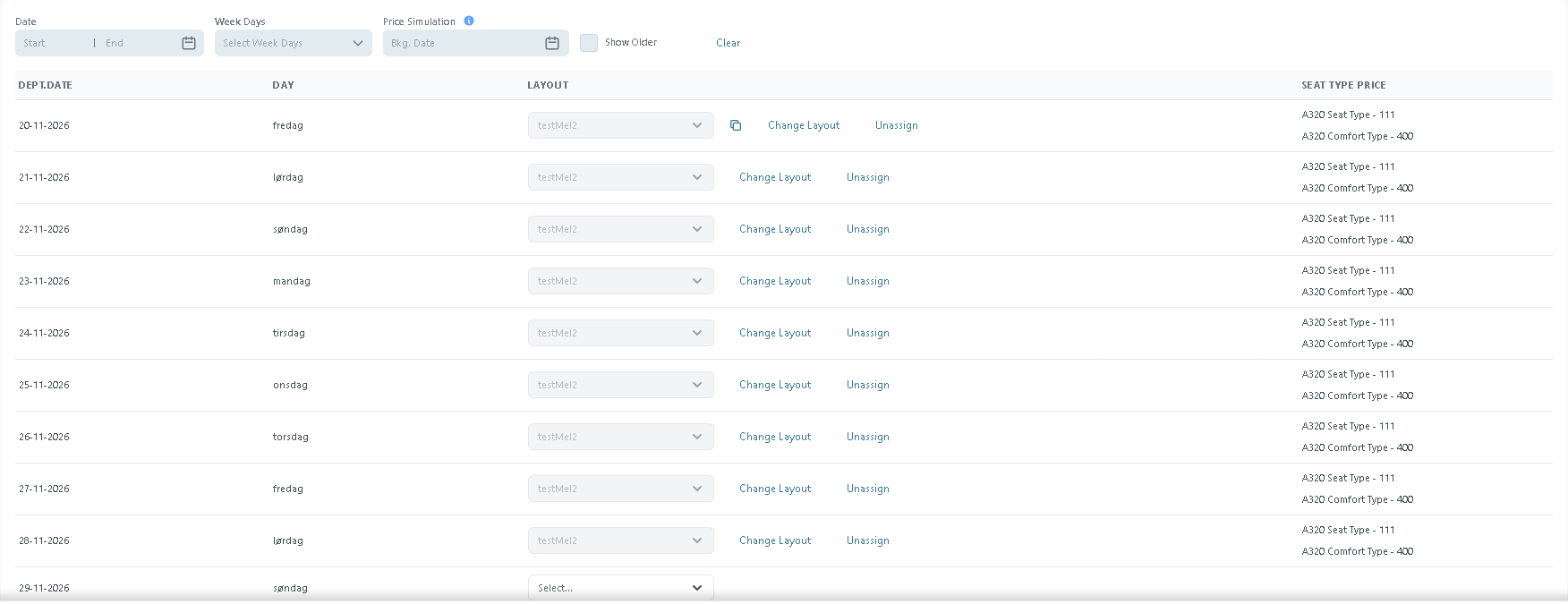 Date Week Days Price Simulation
Start | End Select Week Days Bkg. Date Show Older Clear
DEPT.DATE DAY LAYOUT SEAT TYPE PRICE
20-11-2026 fredag testMel2 Change Layout Unassign A320 Seat Type - 111
A320 Comfort Type - 400
21-11-2026 lørdag testMel2 Change Layout Unassign A320 Seat Type - 111
A320 Comfort Type - 400
22-11-2026 søndag testMel2 Change Layout Unassign A320 Seat Type - 111
A320 Comfort Type - 400
23-11-2026 mandag testMel2 Change Layout Unassign A320 Seat Type - 111
A320 Comfort Type - 400
24-11-2026 tirsdag testMel2 Change Layout Unassign A320 Seat Type - 111
A320 Comfort Type - 400
25-11-2026 onsdag testMel2 Change Layout Unassign A320 Seat Type - 111
A320 Comfort Type - 400
26-11-2026 torsdag testMel2 Change Layout Unassign A320 Seat Type - 111
A320 Comfort Type - 400
27-11-2026 fredag testMel2 Change Layout Unassign A320 Seat Type - 111
A320 Comfort Type - 400
28-11-2026 lørdag testMel2 Change Layout Unassign A320 Seat Type - 111
A320 Comfort Type - 400
29-11-2026 søndag Select...